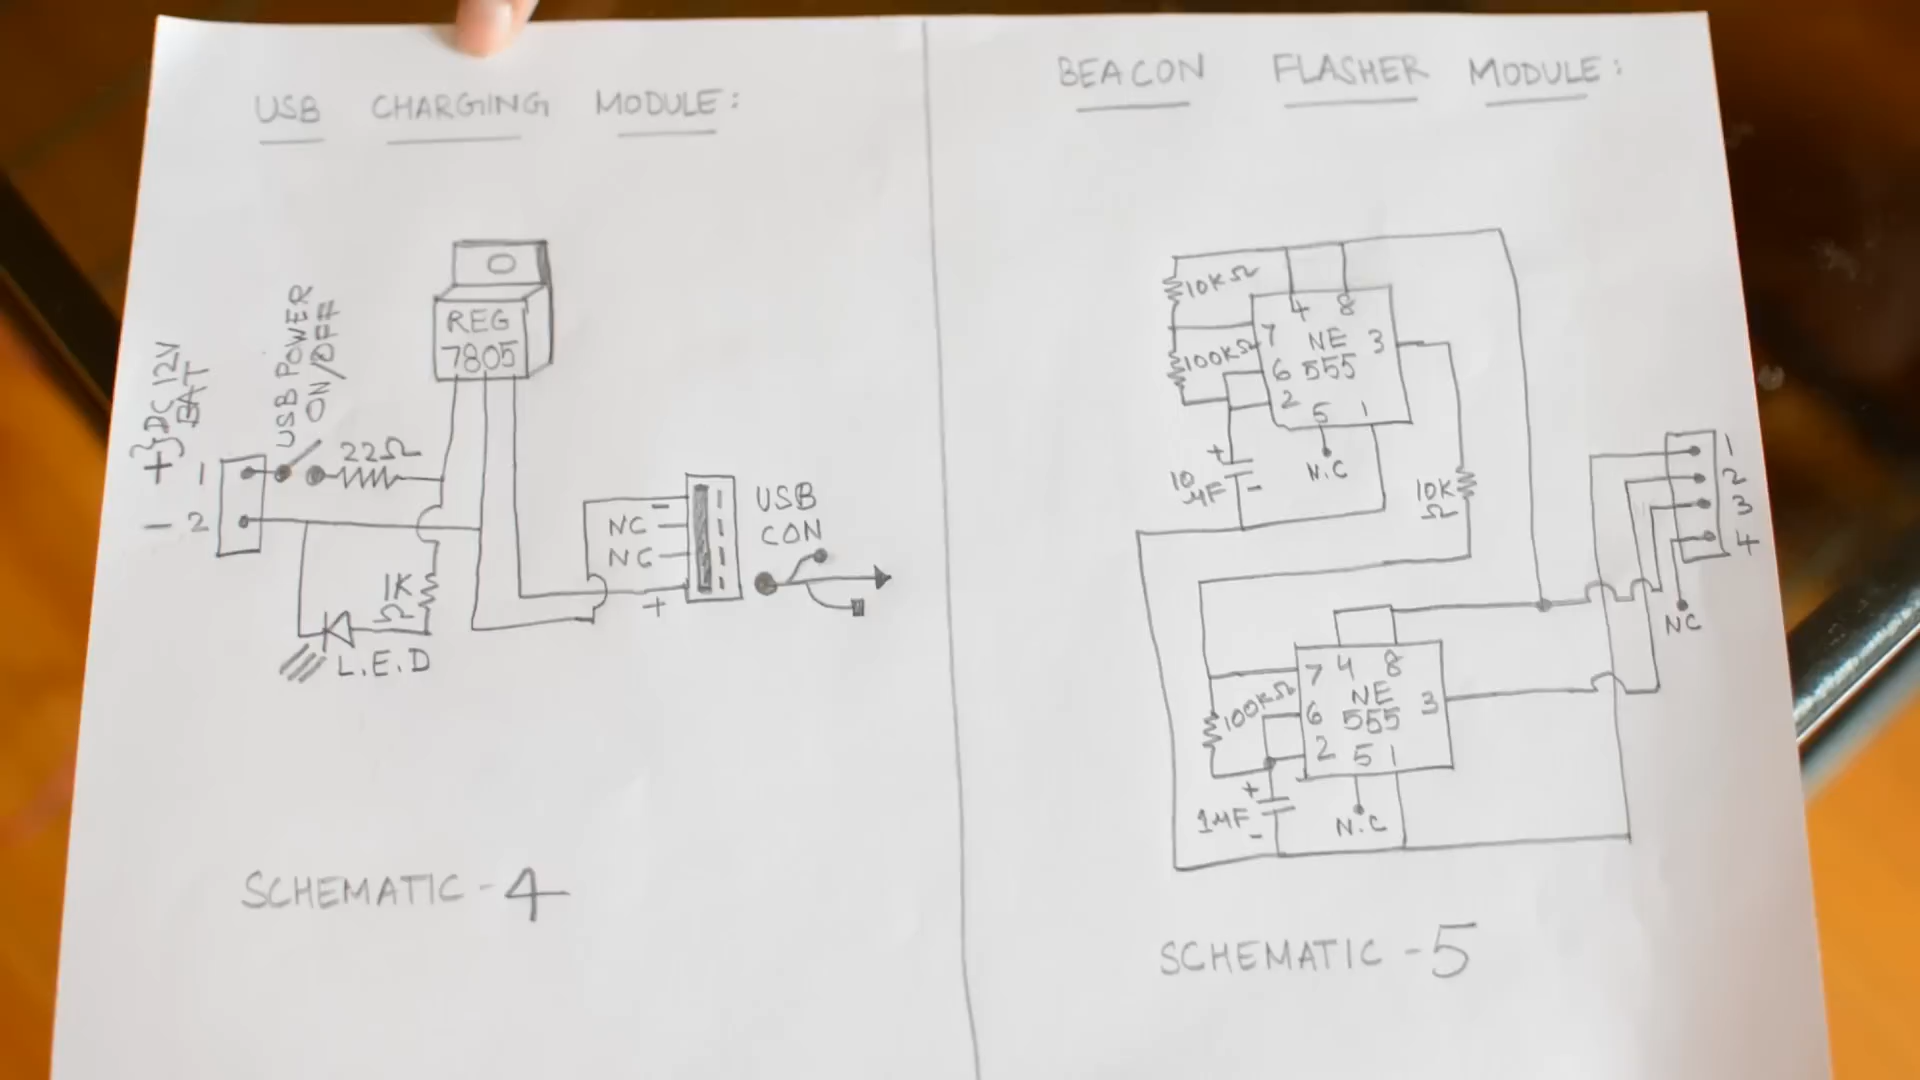 USB CHARGING MODULE:
REG
7805
+} DC 12V
BAT
USB POWER
ON/OFF
22Ω
1
- 2
1K
Ω
L.E.D
-
NC
NC
+
USB
CON
SCHEMATIC - 4
BEACON FLASHER MODULE:
10KΩ
4 8
7 NE 3
100KΩ
6 555
2 5 1
+
10
μF -
N.C
10K
Ω
1
2
3
4
NC
7 4 8
NE
100KΩ
6 555 3
2 5 1
+
1μF
-
N.C
SCHEMATIC - 5